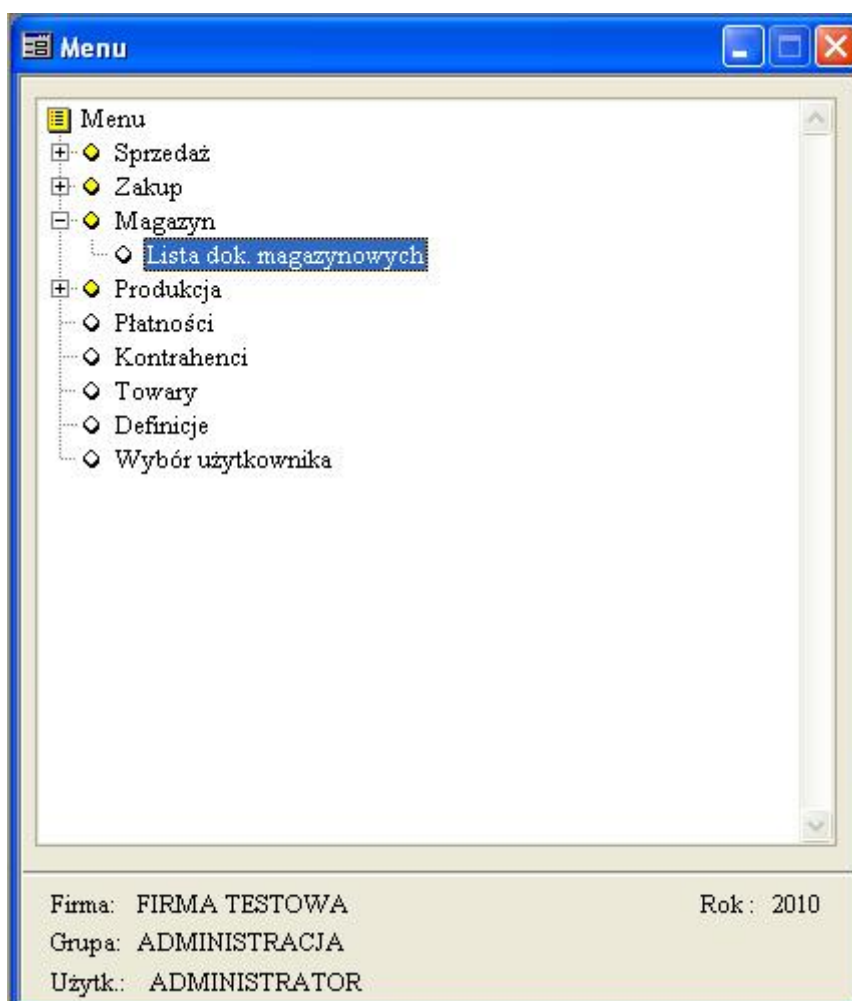 Menu
Menu
Sprzedaż
Zakup
Magazyn
Lista dok. magazynowych
Produkcja
Płatności
Kontrahenci
Towary
Definicje
Wybór użytkownika
Firma: FIRMA TESTOWA Rok : 2010
Grupa: ADMINISTRACJA
Użytk.: ADMINISTRATOR